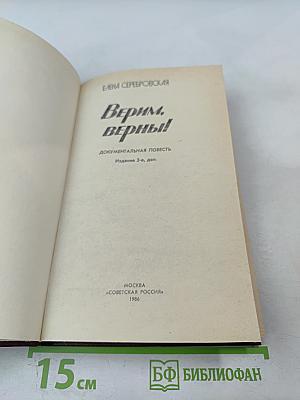 ЕЛЕНА СЕРЕБРОВСКАЯ
Верим,
верны!
ДОКУМЕНТАЛЬНАЯ ПОВЕСТЬ
Издание 2-е, доп.
МОСКВА
«СОВЕТСКАЯ РОССИЯ»
1986
15 см
БФ БИБЛИОФАН